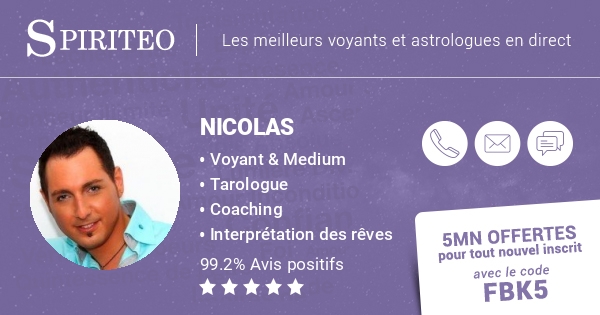 SPIRITEO
Les meilleurs voyants et astrologues en direct
NICOLAS
• Voyant & Medium
• Tarologue
• Coaching
• Interprétation des rêves
99.2% Avis positifs
5MN OFFERTES
pour tout nouvel inscrit
avec le code
FBK5